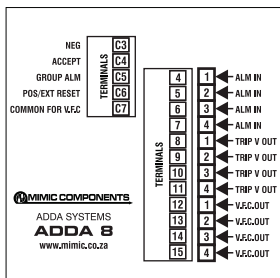 NEG C3
ACCEPT C4
GROUP ALM C5
POS/EXT RESET C6
COMMON FOR V.F.C C7
TERMINALS
TERMINALS
4 1 ALM IN
5 2 ALM IN
6 3 ALM IN
7 4 ALM IN
8 1 TRIP V OUT
9 2 TRIP V OUT
10 3 TRIP V OUT
11 4 TRIP V OUT
12 1 V.F.C.OUT
13 2 V.F.C.OUT
14 3 V.F.C.OUT
15 4 V.F.C.OUT
MIMIC COMPONENTS
ADDA SYSTEMS
ADDA 8
www.mimic.co.za